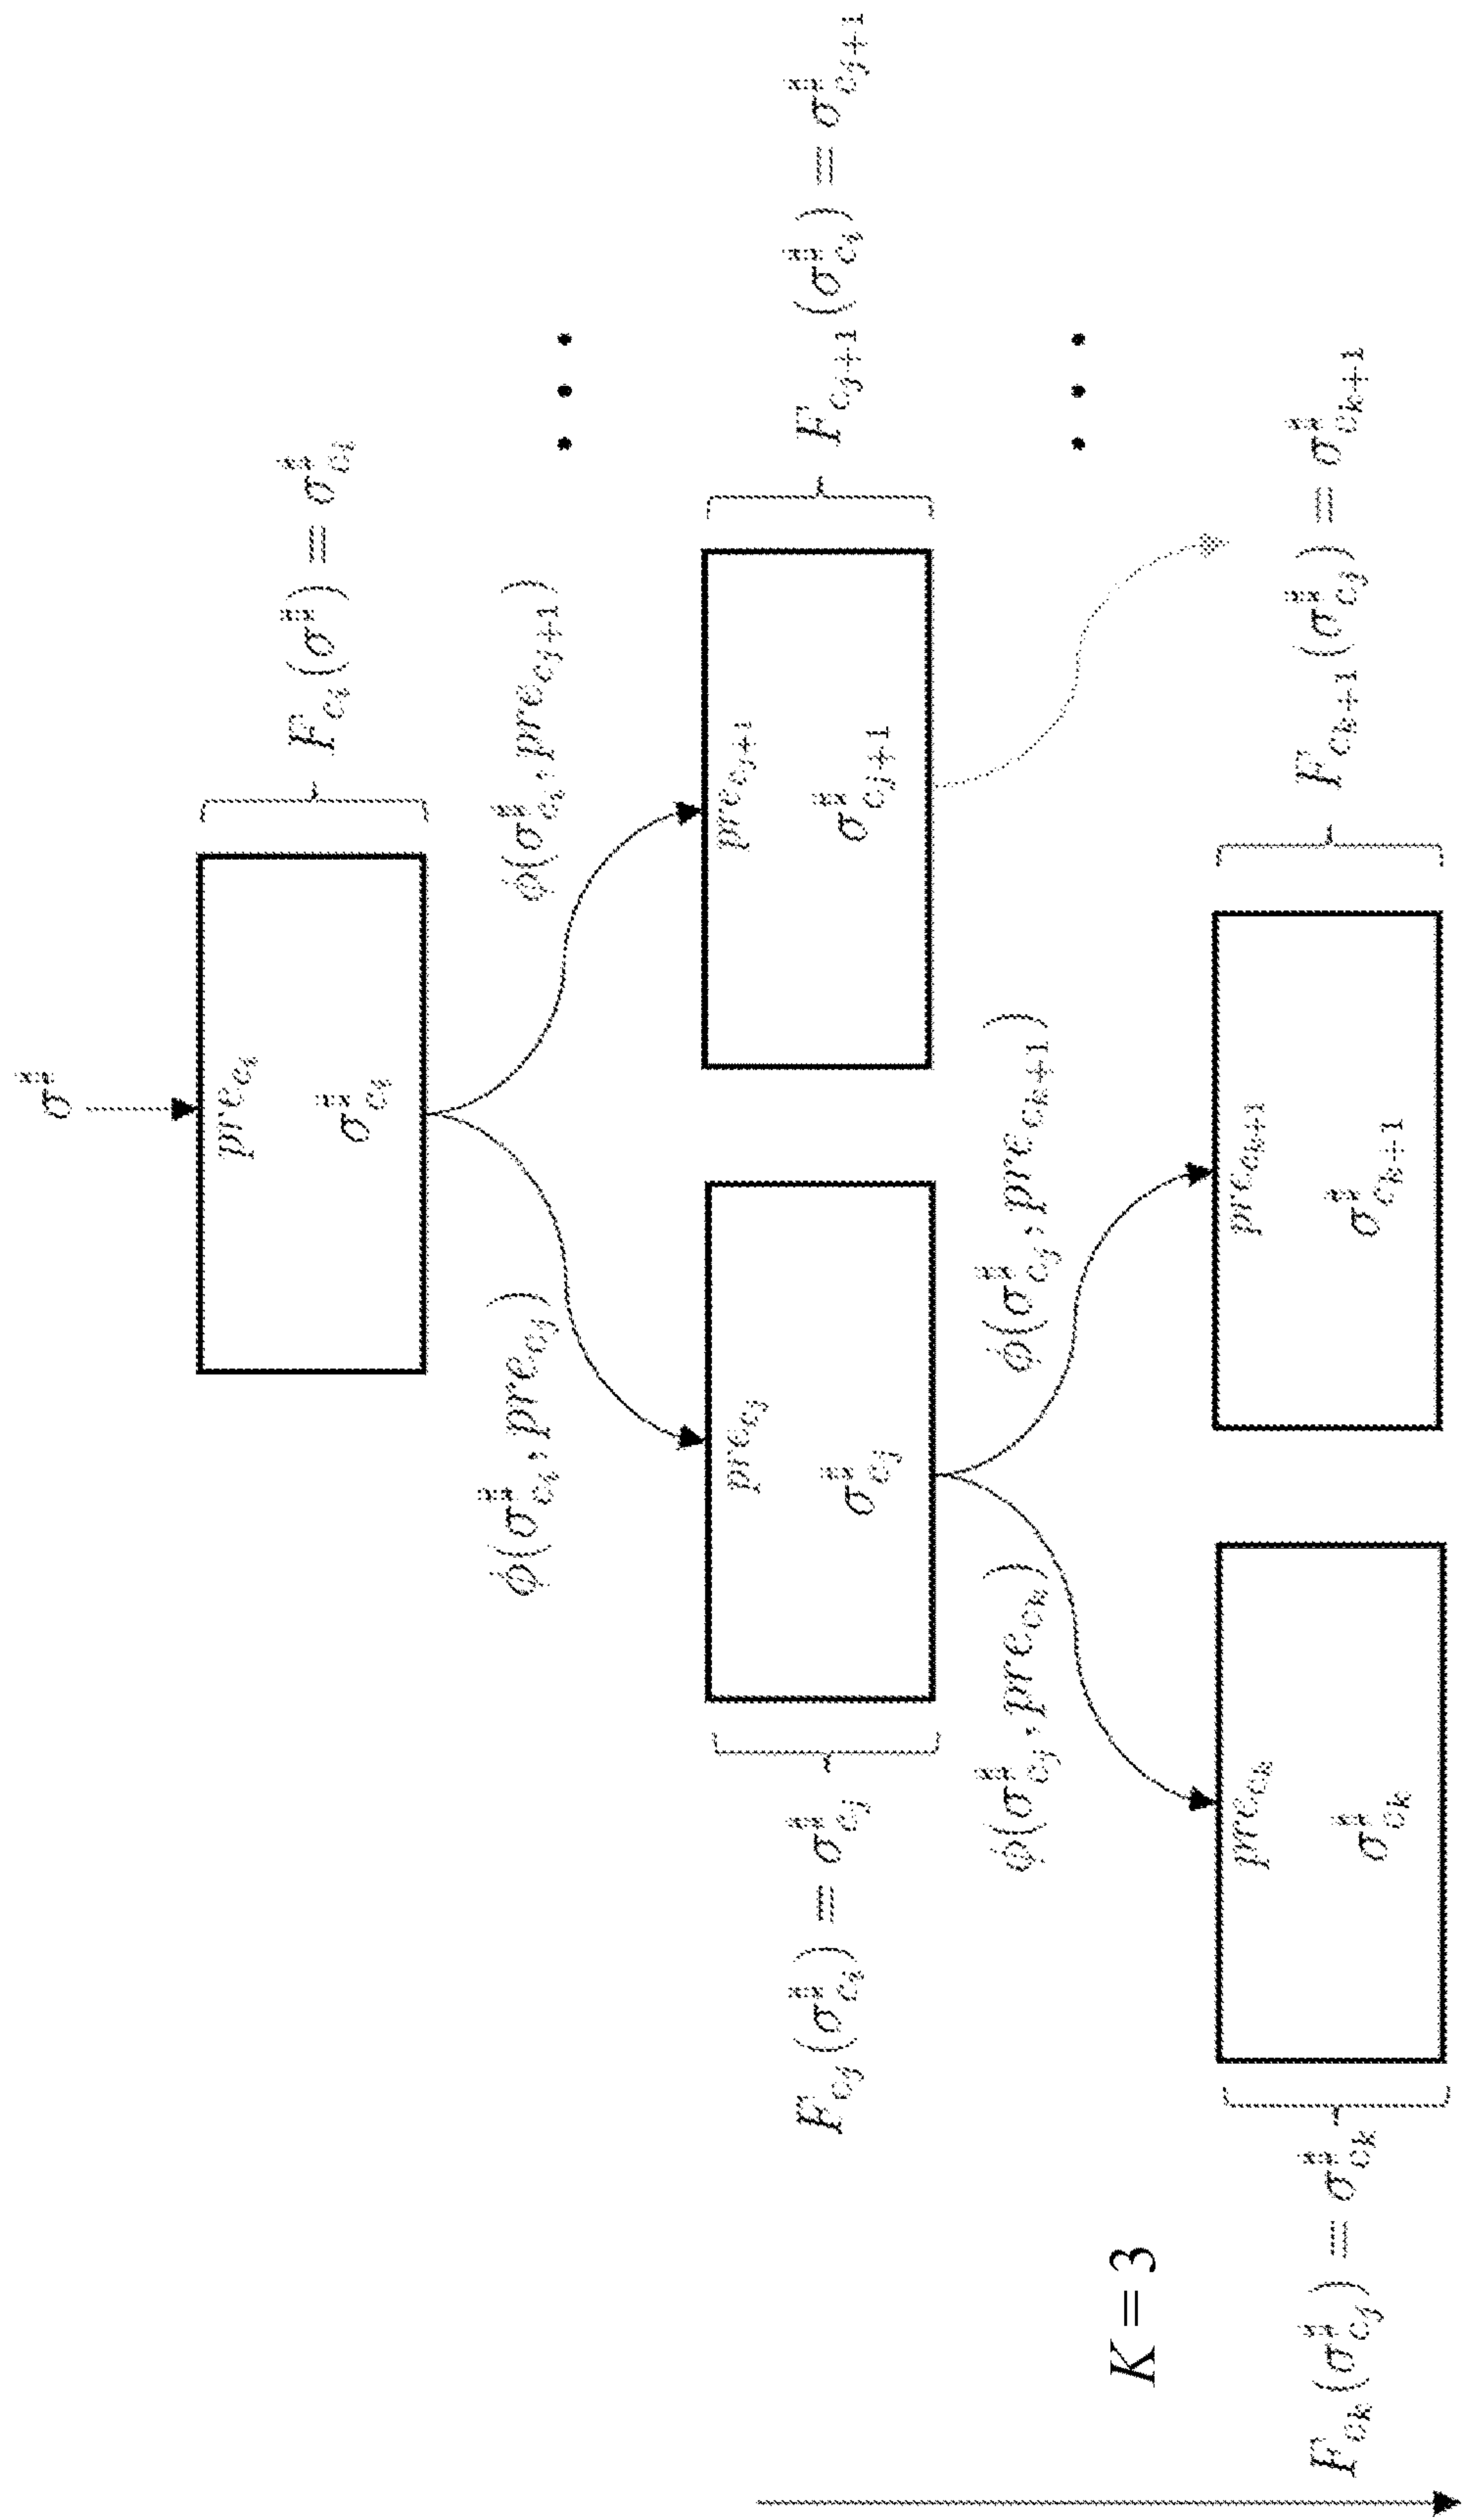 σ^#
pre_{c_i}
σ^#_{c_i}
F_{c_i}(σ^#) = σ^#_{c_i}
ϕ(σ^#_{c_i}, pre_{c_j})
ϕ(σ^#_{c_i}, pre_{c_{j+1}})
• • •
F_{c_j}(σ^#_{c_i}) = σ^#_{c_j}
pre_{c_j}
σ^#_{c_j}
pre_{c_{j+1}}
σ^#_{c_{j+1}}
F_{c_{j+1}}(σ^#_{c_i}) = σ^#_{c_{j+1}}
ϕ(σ^#_{c_j}, pre_{c_k})
ϕ(σ^#_{c_j}, pre_{c_{k+1}})
• • •
K = 3
F_{c_k}(σ^#_{c_j}) = σ^#_{c_k}
pre_{c_k}
σ^#_{c_k}
pre_{c_{k+1}}
σ^#_{c_{k+1}}
F_{c_{k+1}}(σ^#_{c_j}) = σ^#_{c_{k+1}}